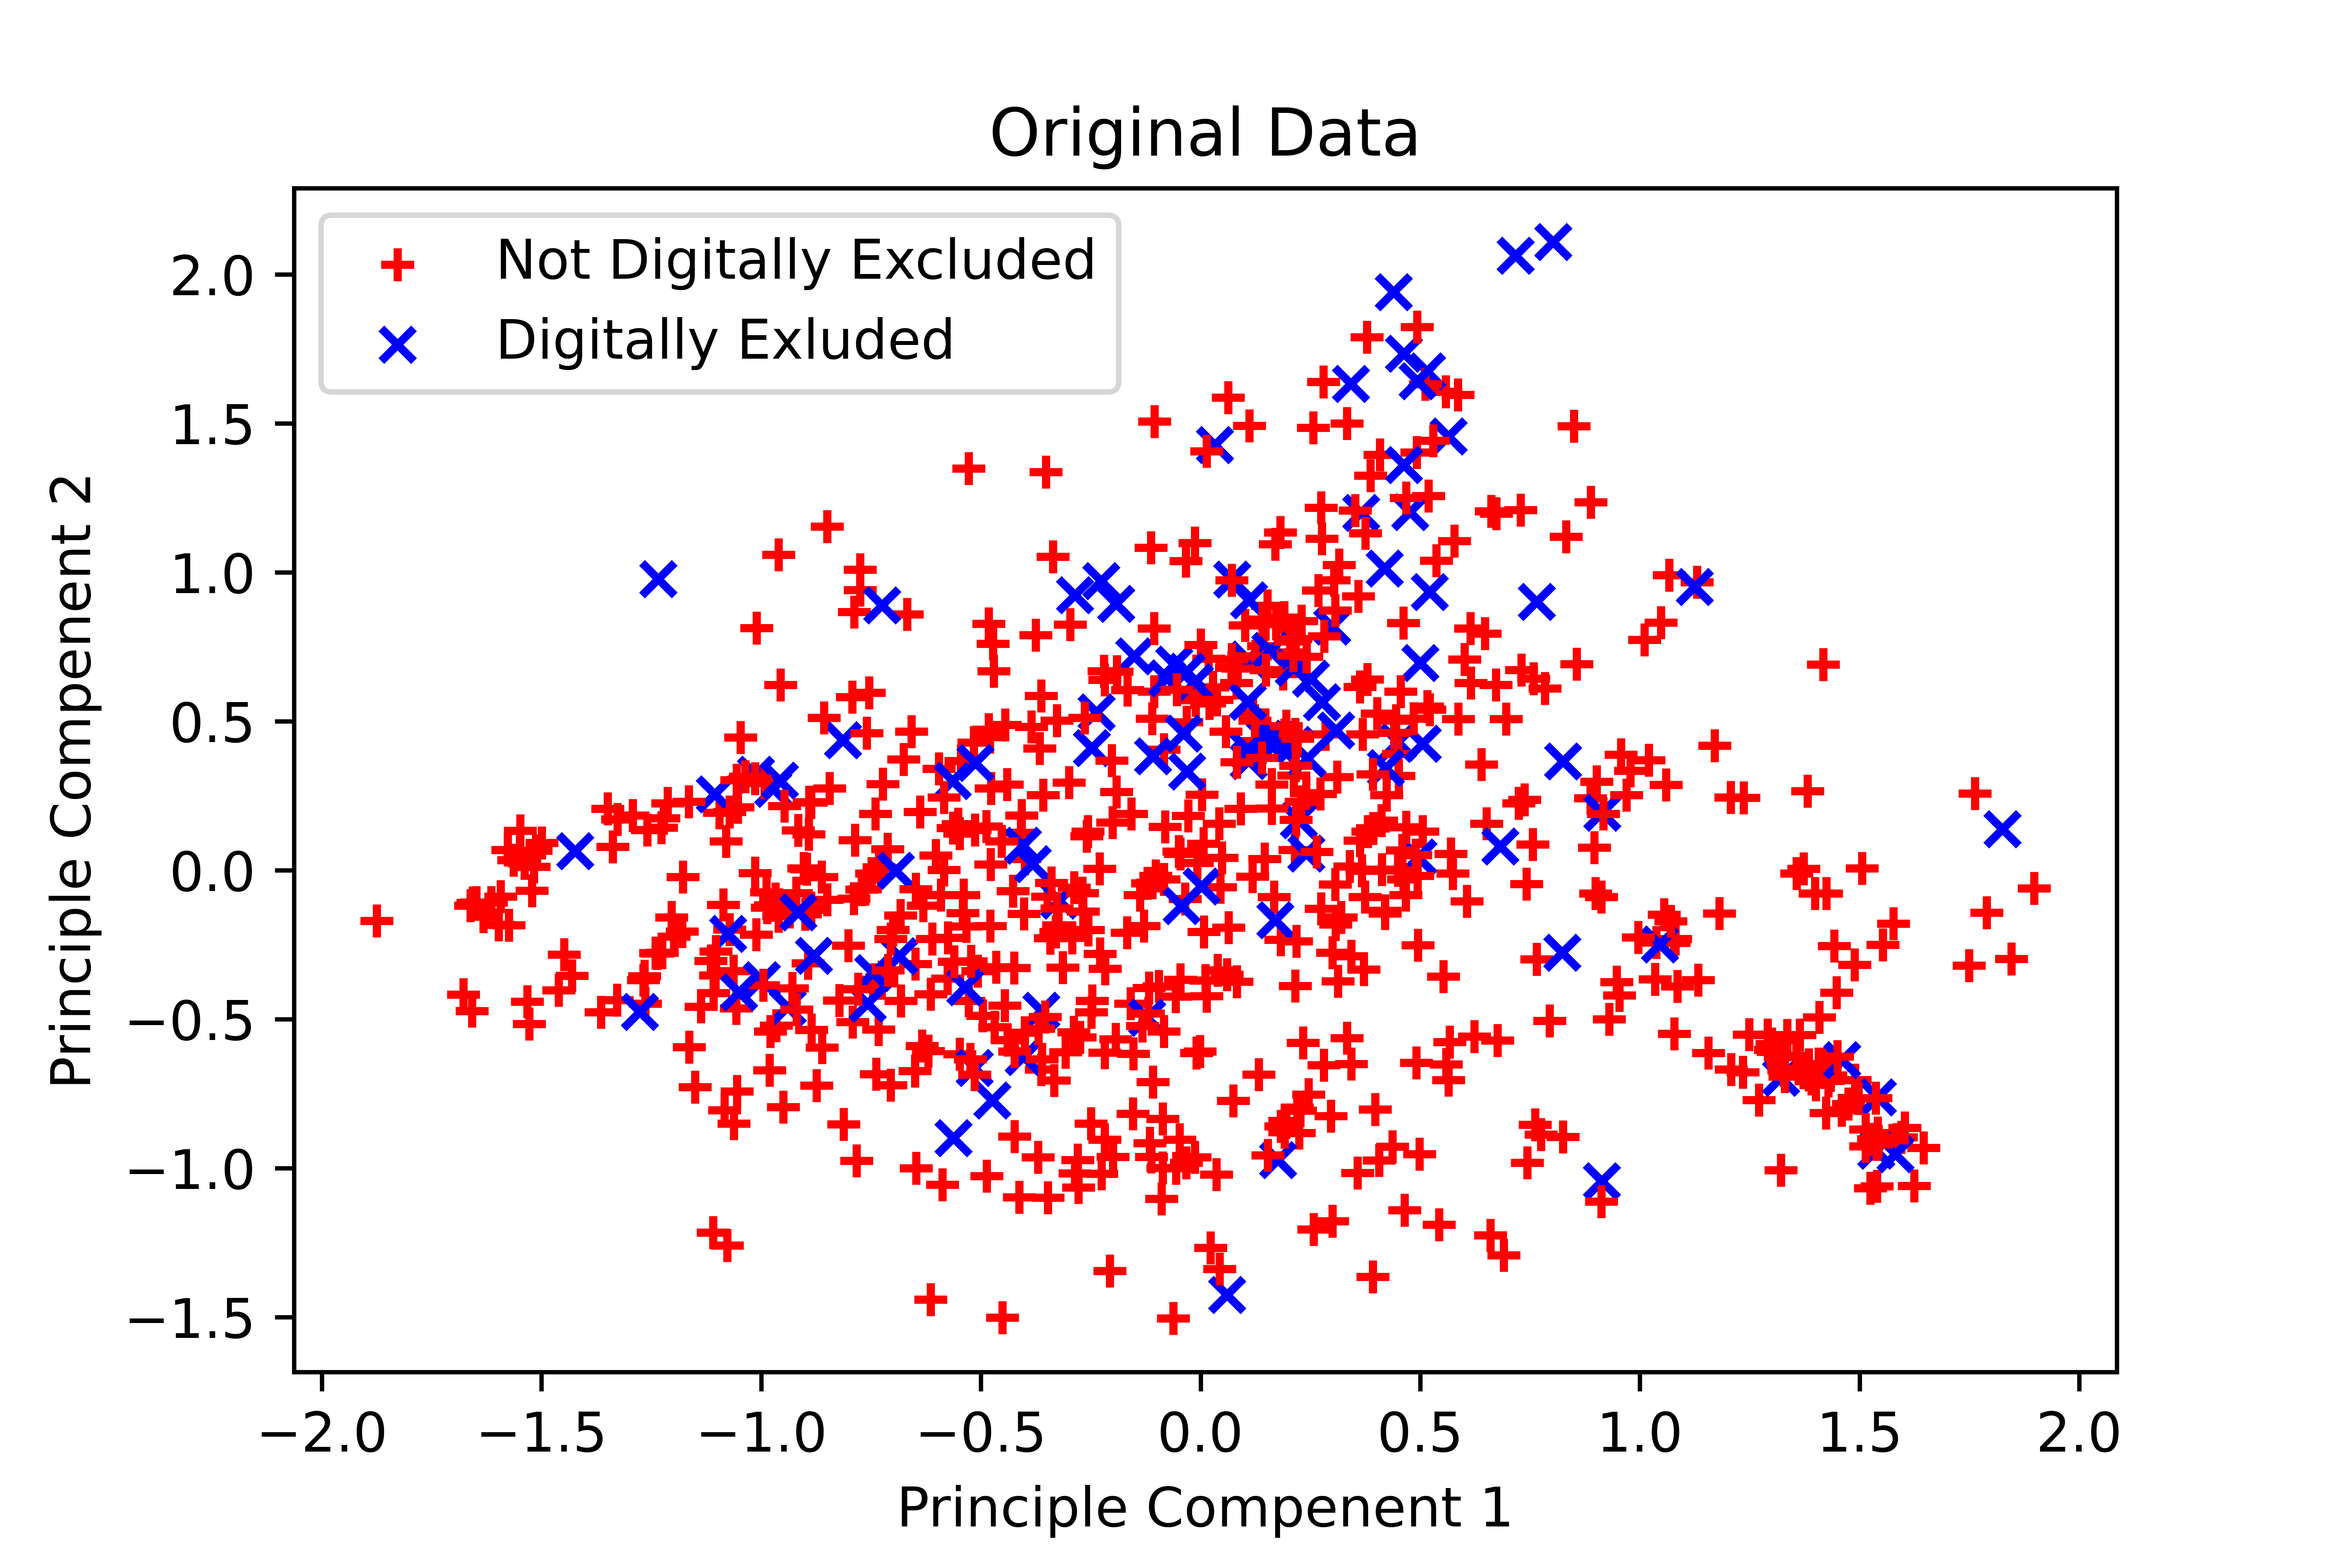 Original Data
Not Digitally Excluded
Digitally Exluded
Principle Compenent 2
2.0
1.5
1.0
0.5
0.0
−0.5
−1.0
−1.5
−2.0 −1.5 −1.0 −0.5 0.0 0.5 1.0 1.5 2.0
Principle Compenent 1